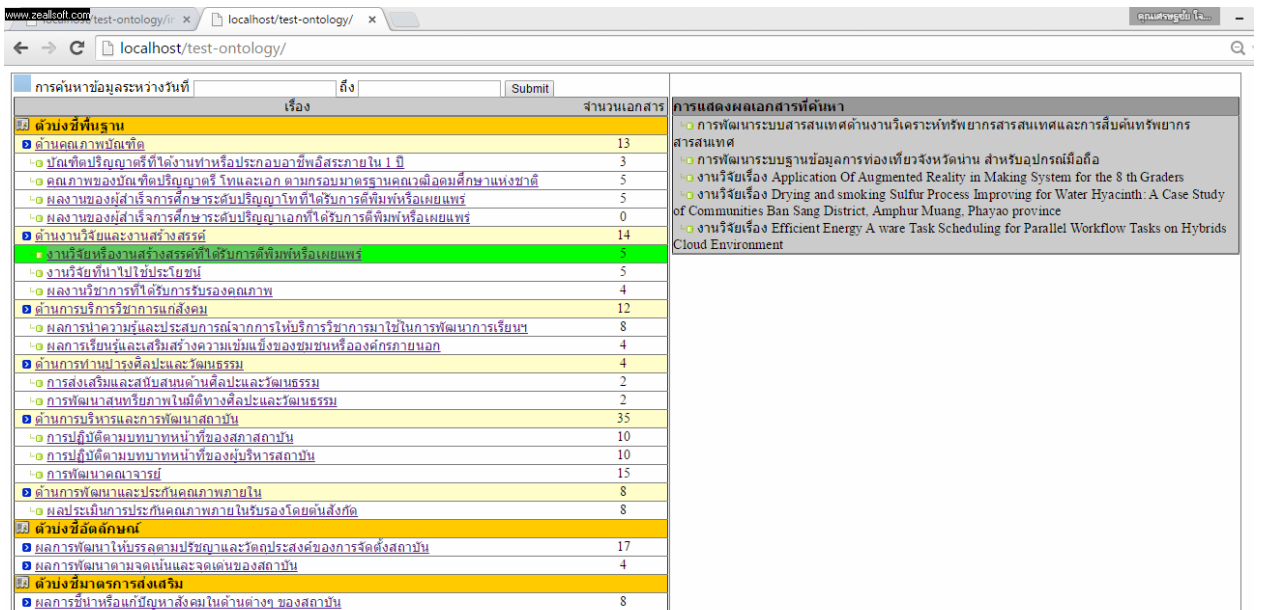 www.zeallsoft.com
test-ontology/in × localhost/test-ontology/ × คุณเศรษฐชัย ใจ...
localhost/test-ontology/
การค้นหาข้อมูลระหว่างวันที่ ถึง Submit
เรื่อง จำนวนเอกสาร
ตัวบ่งชี้พื้นฐาน
ด้านคุณภาพบัณฑิต 13
บัณฑิตปริญญาตรีที่ได้งานทำหรือประกอบอาชีพอิสระภายใน 1 ปี 3
คุณภาพของบัณฑิตปริญญาตรี โทและเอก ตามกรอบมาตรฐานคุณวุฒิอุดมศึกษาแห่งชาติ 5
ผลงานของผู้สำเร็จการศึกษาระดับปริญญาโทที่ได้รับการตีพิมพ์หรือเผยแพร่ 5
ผลงานของผู้สำเร็จการศึกษาระดับปริญญาเอกที่ได้รับการตีพิมพ์หรือเผยแพร่ 0
ด้านงานวิจัยและงานสร้างสรรค์ 14
งานวิจัยหรืองานสร้างสรรค์ที่ได้รับการตีพิมพ์หรือเผยแพร่ 5
งานวิจัยที่นำไปใช้ประโยชน์ 5
ผลงานวิชาการที่ได้รับการรับรองคุณภาพ 4
ด้านการบริการวิชาการแก่สังคม 12
ผลการนำความรู้และประสบการณ์จากการให้บริการวิชาการมาใช้ในการพัฒนาการเรียนฯ 8
ผลการเรียนรู้และเสริมสร้างความเข้มแข็งของชุมชนหรือองค์กรภายนอก 4
ด้านการทำนุบำรุงศิลปะและวัฒนธรรม 4
การส่งเสริมและสนับสนุนด้านศิลปะและวัฒนธรรม 2
การพัฒนาสุนทรียภาพในมิติทางศิลปะและวัฒนธรรม 2
ด้านการบริหารและการพัฒนาสถาบัน 35
การปฏิบัติตามบทบาทหน้าที่ของสภาสถาบัน 10
การปฏิบัติตามบทบาทหน้าที่ของผู้บริหารสถาบัน 10
การพัฒนาคณาจารย์ 15
ด้านการพัฒนาและประกันคุณภาพภายใน 8
ผลประเมินการประกันคุณภาพภายในรับรองโดยต้นสังกัด 8
ตัวบ่งชี้อัตลักษณ์
ผลการพัฒนาให้บรรลุตามปรัชญาและวัตถุประสงค์ของการจัดตั้งสถาบัน 17
ผลการพัฒนาตามจุดเน้นและจุดเด่นของสถาบัน 4
ตัวบ่งชี้มาตรการส่งเสริม
ผลการชี้นำหรือแก้ปัญหาสังคมในด้านต่างๆ ของสถาบัน 8
การแสดงผลเอกสารที่ค้นหา
การพัฒนาระบบสารสนเทศด้านงานวิเคราะห์ทรัพยากรสารสนเทศและการสืบค้นทรัพยากร
สารสนเทศ
การพัฒนาระบบฐานข้อมูลการท่องเที่ยวจังหวัดน่าน สำหรับอุปกรณ์มือถือ
งานวิจัยเรื่อง Application Of Augmented Reality in Making System for the 8 th Graders
งานวิจัยเรื่อง Drying and smoking Sulfur Process Improving for Water Hyacinth: A Case Study
of Communities Ban Sang District, Amphur Muang, Phayao province
งานวิจัยเรื่อง Efficient Energy A ware Task Scheduling for Parallel Workflow Tasks on Hybrids
Cloud Environment